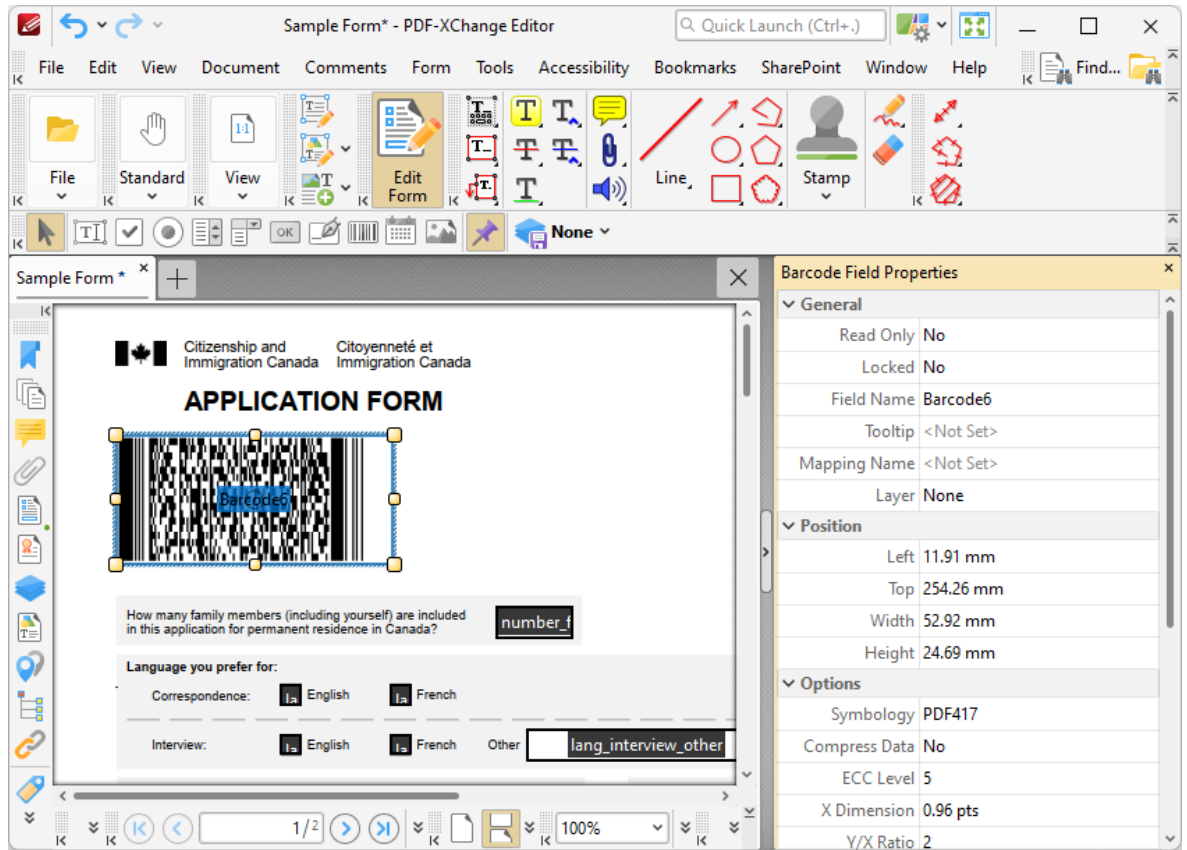 Sample Form* - PDF-XChange Editor
Quick Launch (Ctrl+.)
File Edit View Document Comments Form Tools Accessibility Bookmarks SharePoint Window Help Find...
File Standard View Edit Form Line Stamp
OK None
Sample Form *
Barcode Field Properties
Citizenship and Immigration Canada
Citoyenneté et Immigration Canada
APPLICATION FORM
Barcode6
How many family members (including yourself) are included
in this application for permanent residence in Canada?
number_f
Language you prefer for:
Correspondence: la English la French
Interview: la English la French Other lang_interview_other
1/2
100%
General
Read Only No
Locked No
Field Name Barcode6
Tooltip <Not Set>
Mapping Name <Not Set>
Layer None
Position
Left 11.91 mm
Top 254.26 mm
Width 52.92 mm
Height 24.69 mm
Options
Symbology PDF417
Compress Data No
ECC Level 5
X Dimension 0.96 pts
Y/X Ratio 2